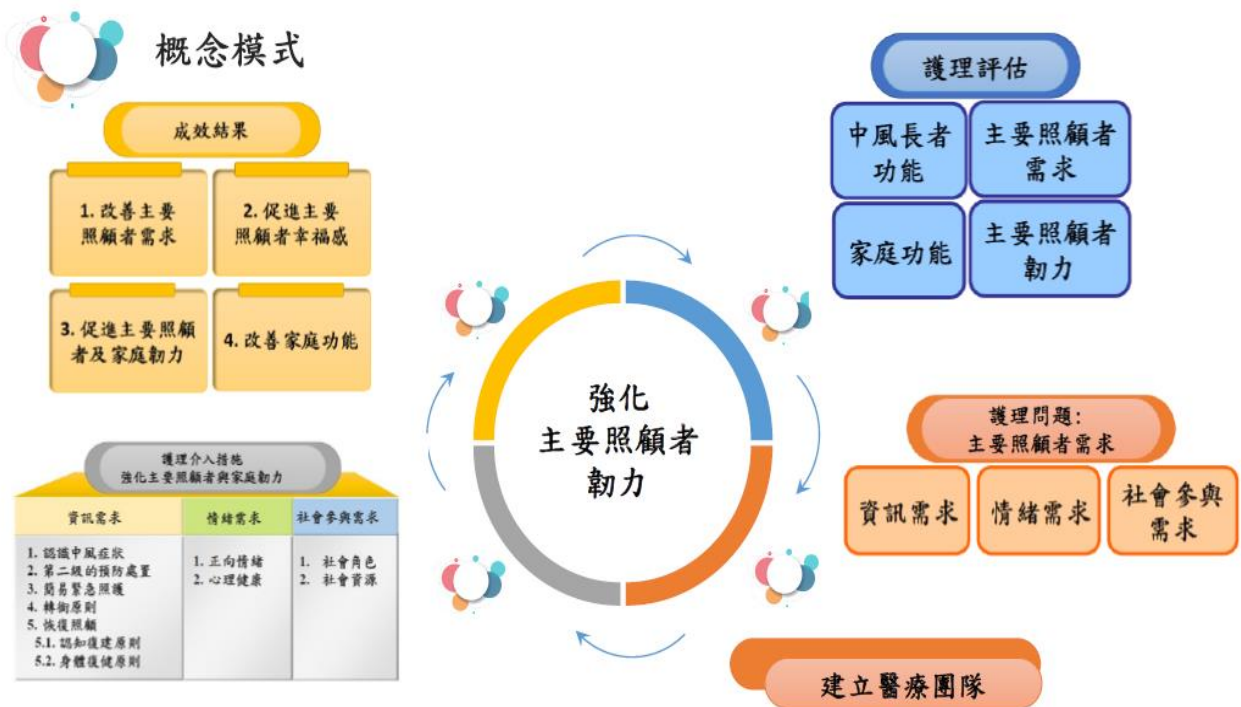 概念模式
成效結果
1. 改善主要
照顧者需求
2. 促進主要
照顧者幸福感
3. 促進主要照顧
者及家庭韌力
4. 改善家庭功能
護理評估
中風長者
功能
主要照顧者
需求
家庭功能
主要照顧者
韌力
強化
主要照顧者
韌力
護理問題:
主要照顧者需求
資訊需求
情緒需求
社會參與
需求
建立醫療團隊
護理介入措施
強化主要照顧者與家庭韌力
資訊需求
1. 認識中風症狀
2. 第二級的預防處置
3. 簡易緊急照護
4. 轉銜原則
5. 恢復照顧
5.1. 認知復建原則
5.2. 身體復健原則
情緒需求
1. 正向情緒
2. 心理健康
社會參與需求
1. 社會角色
2. 社會資源